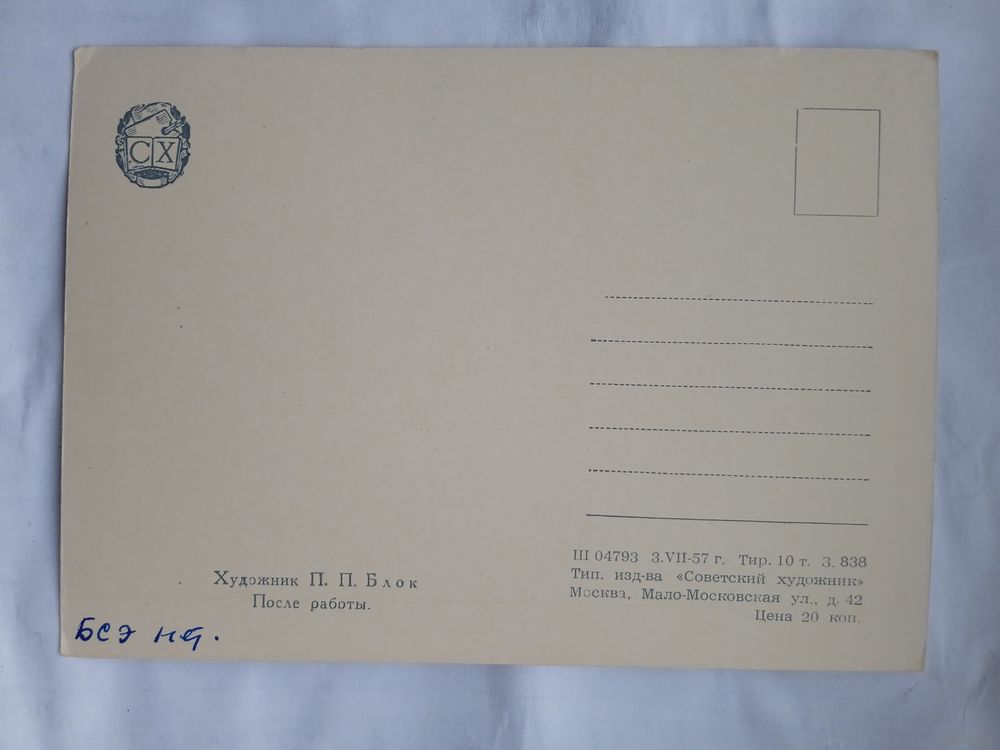 СХ
Художник П. П. Блок
После работы.
Ш 04793 3.VII-57 г. Тир. 10 т. З. 838
Тип. изд-ва «Советский художник»
Москва, Мало-Московская ул., д. 42
Цена 20 коп.
БСЭ